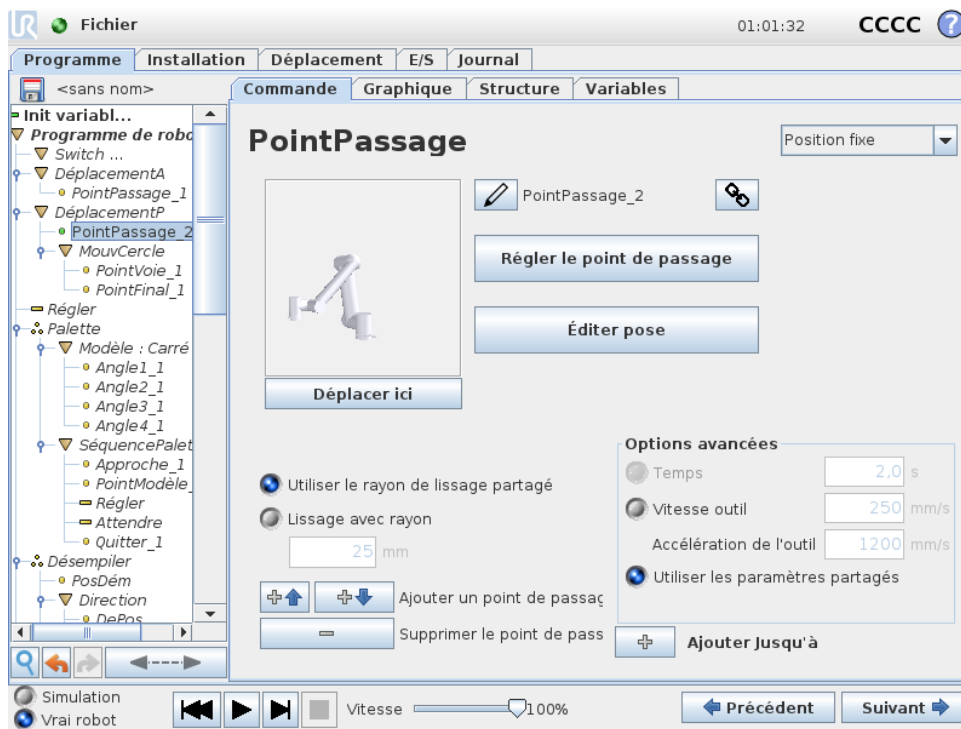 UR Fichier 01:01:32 CCCC ?
Programme Installation Déplacement E/S Journal
<sans nom> Commande Graphique Structure Variables
Init variabl...
Programme de robo
Switch ...
DéplacementA
PointPassage_1
DéplacementP
PointPassage_2
MouvCercle
PointVoie_1
PointFinal_1
Régler
Palette
Modèle : Carré
Angle1_1
Angle2_1
Angle3_1
Angle4_1
SéquencePalet
Approche_1
PointModèle_
Régler
Attendre
Quitter_1
Désempiler
PosDém
Direction
DePos
PointPassage
Position fixe
PointPassage_2
Régler le point de passage
Éditer pose
Déplacer ici
Utiliser le rayon de lissage partagé
Lissage avec rayon
25 mm
Ajouter un point de passag
Supprimer le point de pass
Options avancées
Temps 2,0 s
Vitesse outil 250 mm/s
Accélération de l'outil 1200 mm/s
Utiliser les paramètres partagés
Ajouter Jusqu'à
Simulation
Vrai robot
Vitesse 100%
Précédent Suivant